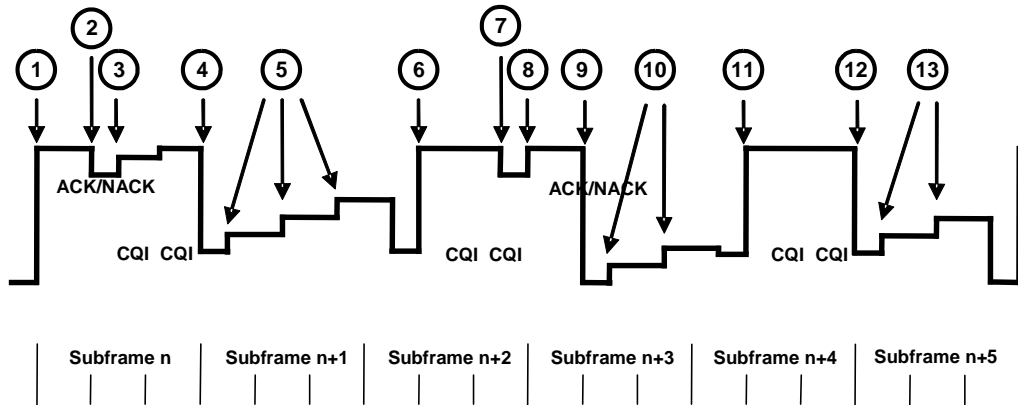 2 7
1 3 4 5 6 8 9 10 11 12 13
ACK/NACK ACK/NACK
CQI CQI CQI CQI CQI CQI
Subframe n Subframe n+1 Subframe n+2 Subframe n+3 Subframe n+4 Subframe n+5